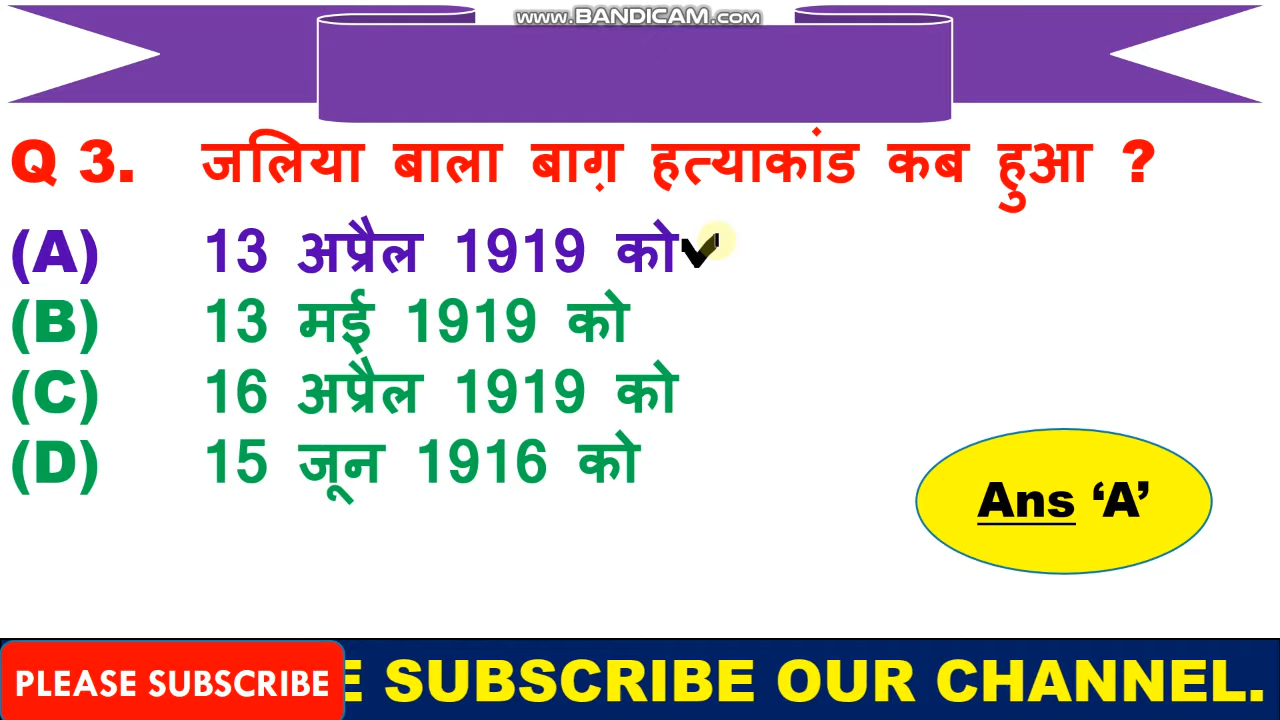 www.BANDICAM.com
Q 3. जलिया बाला बाग़ हत्याकांड कब हुआ ?
(A) 13 अप्रैल 1919 को
(B) 13 मई 1919 को
(C) 16 अप्रैल 1919 को
(D) 15 जून 1916 को
Ans ‘A’
PLEASE SUBSCRIBE
E SUBSCRIBE OUR CHANNEL.